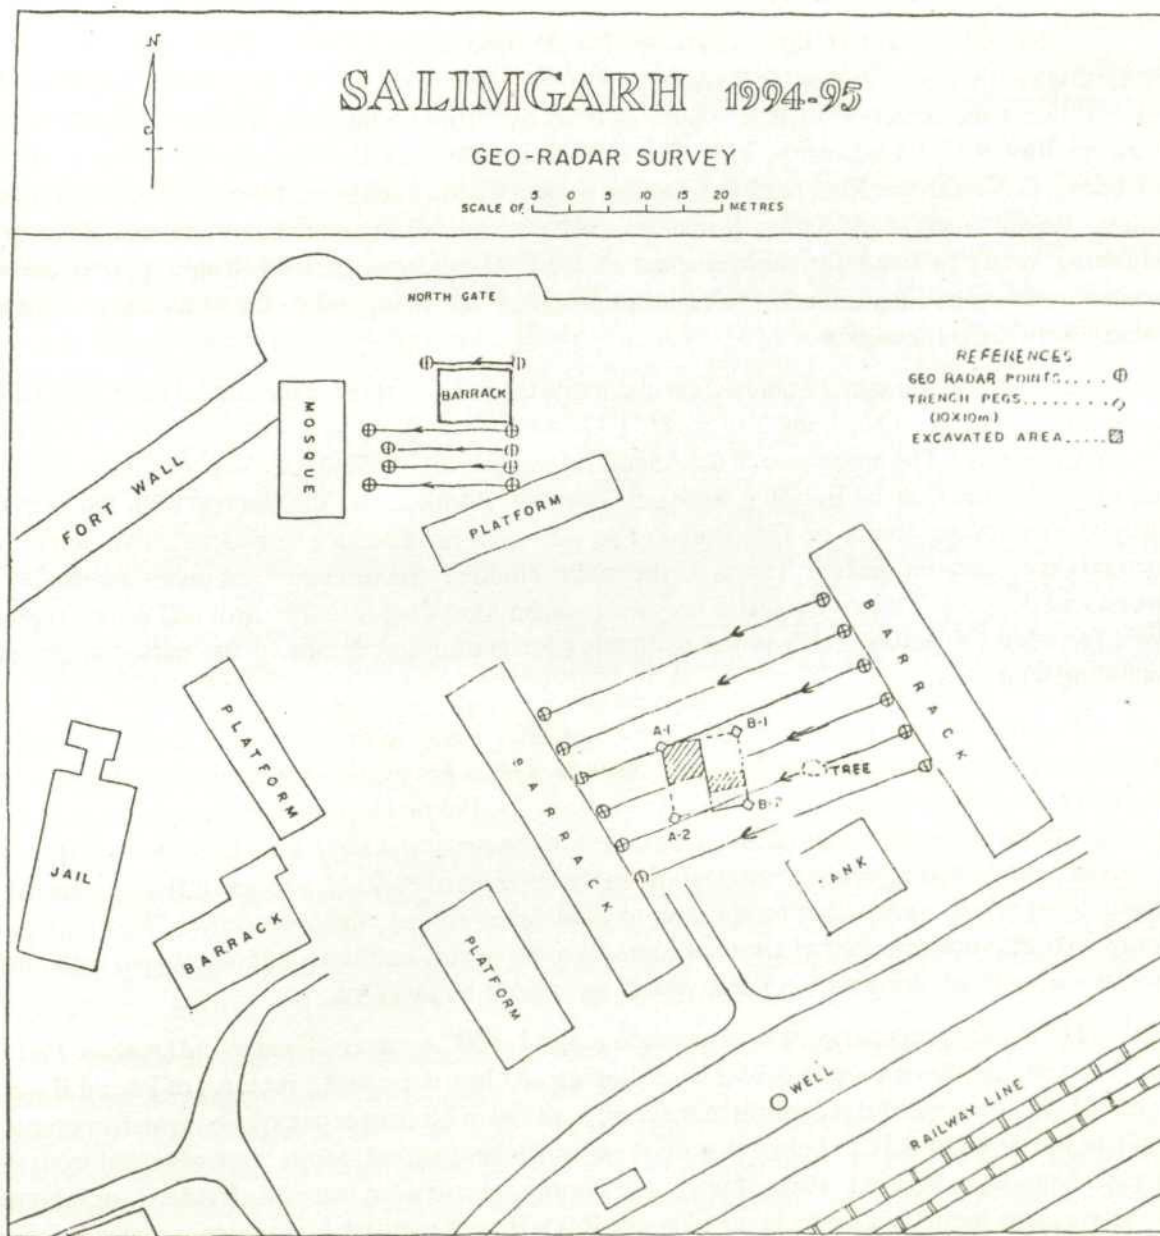 N
SALIMGARH 1994-95
GEO-RADAR SURVEY
SCALE OF 5 0 5 10 15 20 METRES
NORTH GATE
REFERENCES
GEO RADAR POINTS....
TRENCH PEGS........
(10X10m)
EXCAVATED AREA.....
BARRACK
MOSQUE
FORT WALL
PLATFORM
BARRACK
PLATFORM
A-1
B-1
TREE
B-2
A-2
BARRACK
JAIL
TANK
BARRACK
PLATFORM
WELL
RAILWAY LINE